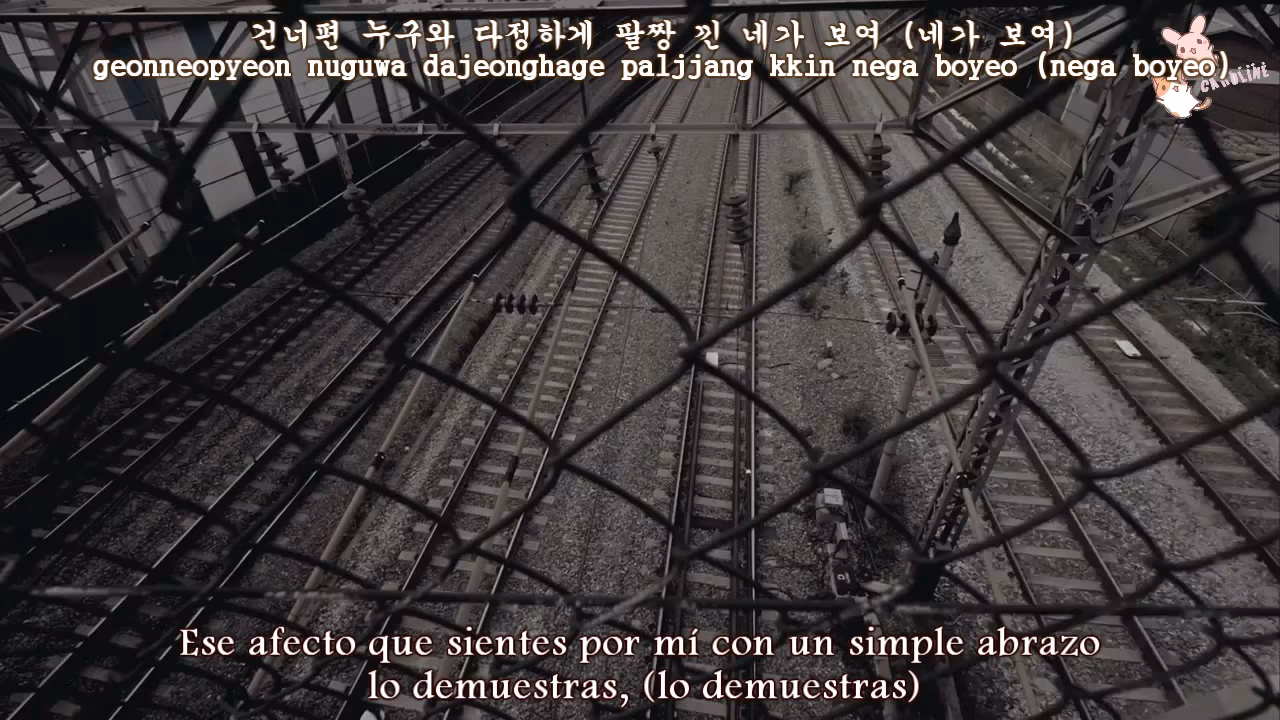 건너편 누구와 다정하게 팔짱 낀 네가 보여 (네가 보여)
geonneopyeon nuguwa dajeonghage paljjang kkin nega boyeo (nega boyeo)
CAROLINE
Ese afecto que sientes por mí con un simple abrazo
lo demuestras, (lo demuestras)